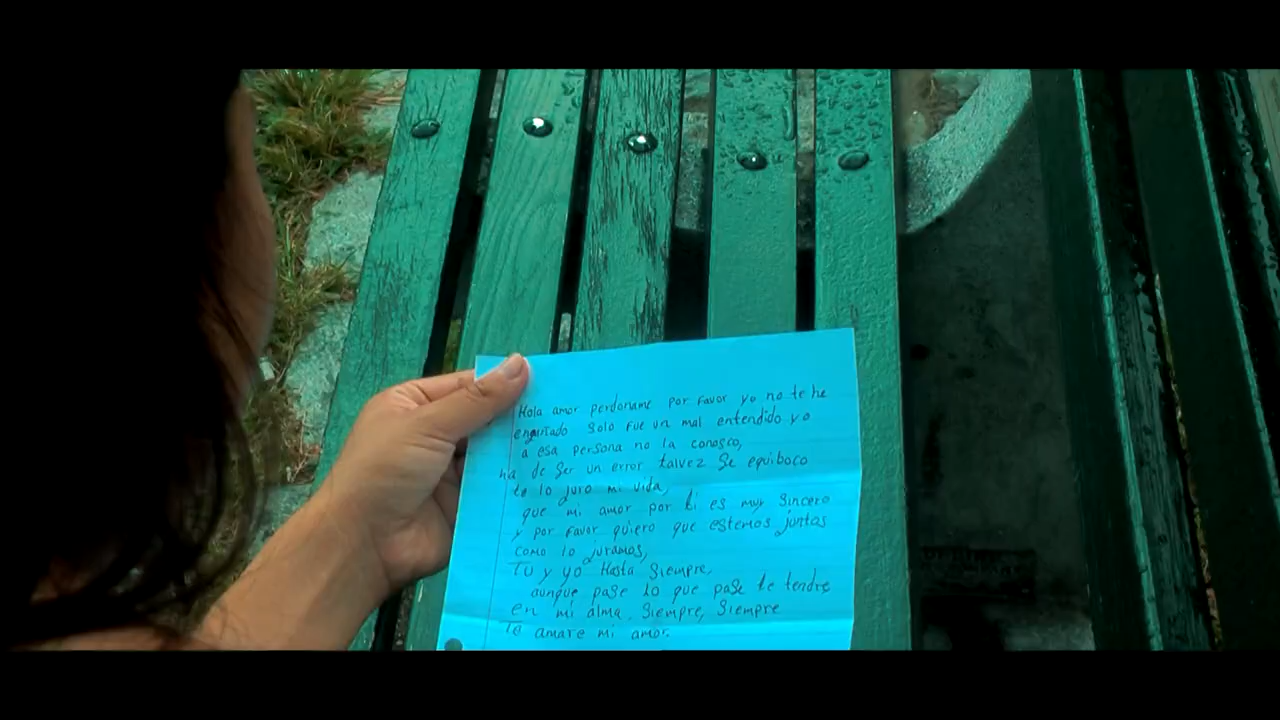 Hola amor perdoname por favor yo no te he
engañado solo fue un mal entendido yo
a esa persona no la conosco,
ha de ser un error talvez se equiboco
te lo juro mi vida,
que mi amor por ti es muy sincero
y por favor quiero que estemos juntos
como lo juramos,
Tu y yo Hasta siempre,
aunque pase lo que pase te tendre
en mi alma. siempre, siempre
Te amare mi amor.